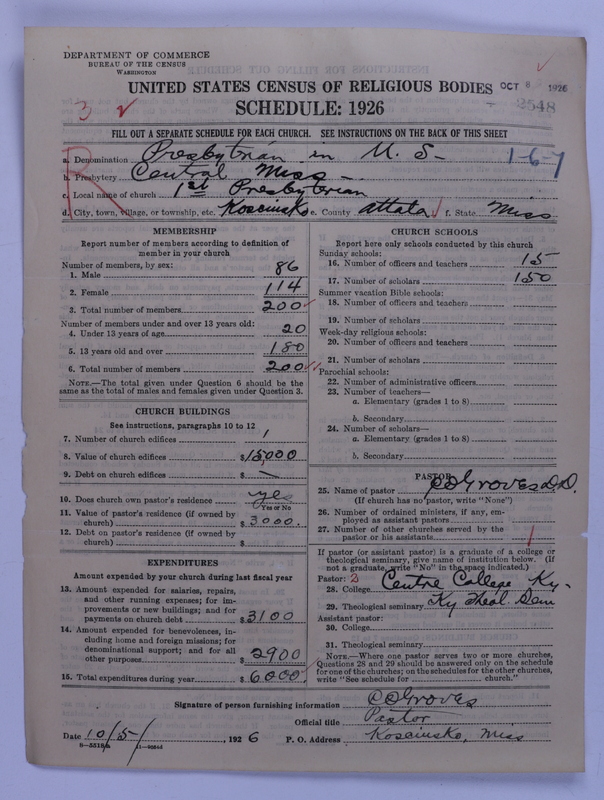 DEPARTMENT OF COMMERCE
BUREAU OF THE CENSUS
WASHINGTON
UNITED STATES CENSUS OF RELIGIOUS BODIES
OCT 8 1926
SCHEDULE: 1926
2548
3
FILL OUT A SEPARATE SCHEDULE FOR EACH CHURCH. SEE INSTRUCTIONS ON THE BACK OF THIS SHEET
R
a. Denomination Presbyterian in U. S- 1-6-7
b. Presbytery Central Miss-
c. Local name of church 1st Presbyterian
d. City, town, village, or township, etc. Kosciusko e. County Attala f. State Miss
MEMBERSHIP
Report number of members according to definition of
member in your church
Number of members, by sex:
1. Male 86
2. Female 114
3. Total number of members 200
Number of members under and over 13 years old:
4. Under 13 years of age 20
5. 13 years old and over 180
6. Total number of members 200
NOTE.—The total given under Question 6 should be the
same as the total of males and females given under Question 3.
CHURCH BUILDINGS
See instructions, paragraphs 10 to 12
7. Number of church edifices 1
8. Value of church edifices $15,000
9. Debt on church edifices $ —
10. Does church own pastor's residence yes
Yes or No
11. Value of pastor's residence (if owned by
church) $3000.
12. Debt on pastor's residence (if owned by
church) $
EXPENDITURES
Amount expended by your church during last fiscal year
13. Amount expended for salaries, repairs,
and other running expenses; for im-
provements or new buildings; and for
payments on church debt $3100
14. Amount expended for benevolences, in-
cluding home and foreign missions; for
denominational support; and for all
other purposes $2900
15. Total expenditures during year $6000
CHURCH SCHOOLS
Report here only schools conducted by this church
Sunday schools:
16. Number of officers and teachers 15
17. Number of scholars 150
Summer vacation Bible schools:
18. Number of officers and teachers
19. Number of scholars
Week-day religious schools:
20. Number of officers and teachers
21. Number of scholars
Parochial schools:
22. Number of administrative officers
23. Number of teachers—
a. Elementary (grades 1 to 8)
b. Secondary
24. Number of scholars—
a. Elementary (grades 1 to 8)
b. Secondary
PASTOR
25. Name of pastor C O Groves D.D.
(If church has no pastor, write "None")
26. Number of ordained ministers, if any, em-
ployed as assistant pastors
27. Number of other churches served by the
pastor or his assistants 1
If pastor (or assistant pastor) is a graduate of a college or
theological seminary, give name of institution below. (If
not a graduate, write "No" in the space indicated.)
Pastor: 2
28. College Centre College Ky-
29. Theological seminary Ky Theol. Sem
Assistant pastor:
30. College
31. Theological seminary
NOTE.—Where one pastor serves two or more churches,
Questions 28 and 29 should be answered only on the schedule
for one of the churches; on the schedules for the other churches,
write "See schedule for church."
Signature of person furnishing information C O Groves
Official title Pastor
Date 10/5/, 1926 P. O. Address Kosciusko, Miss